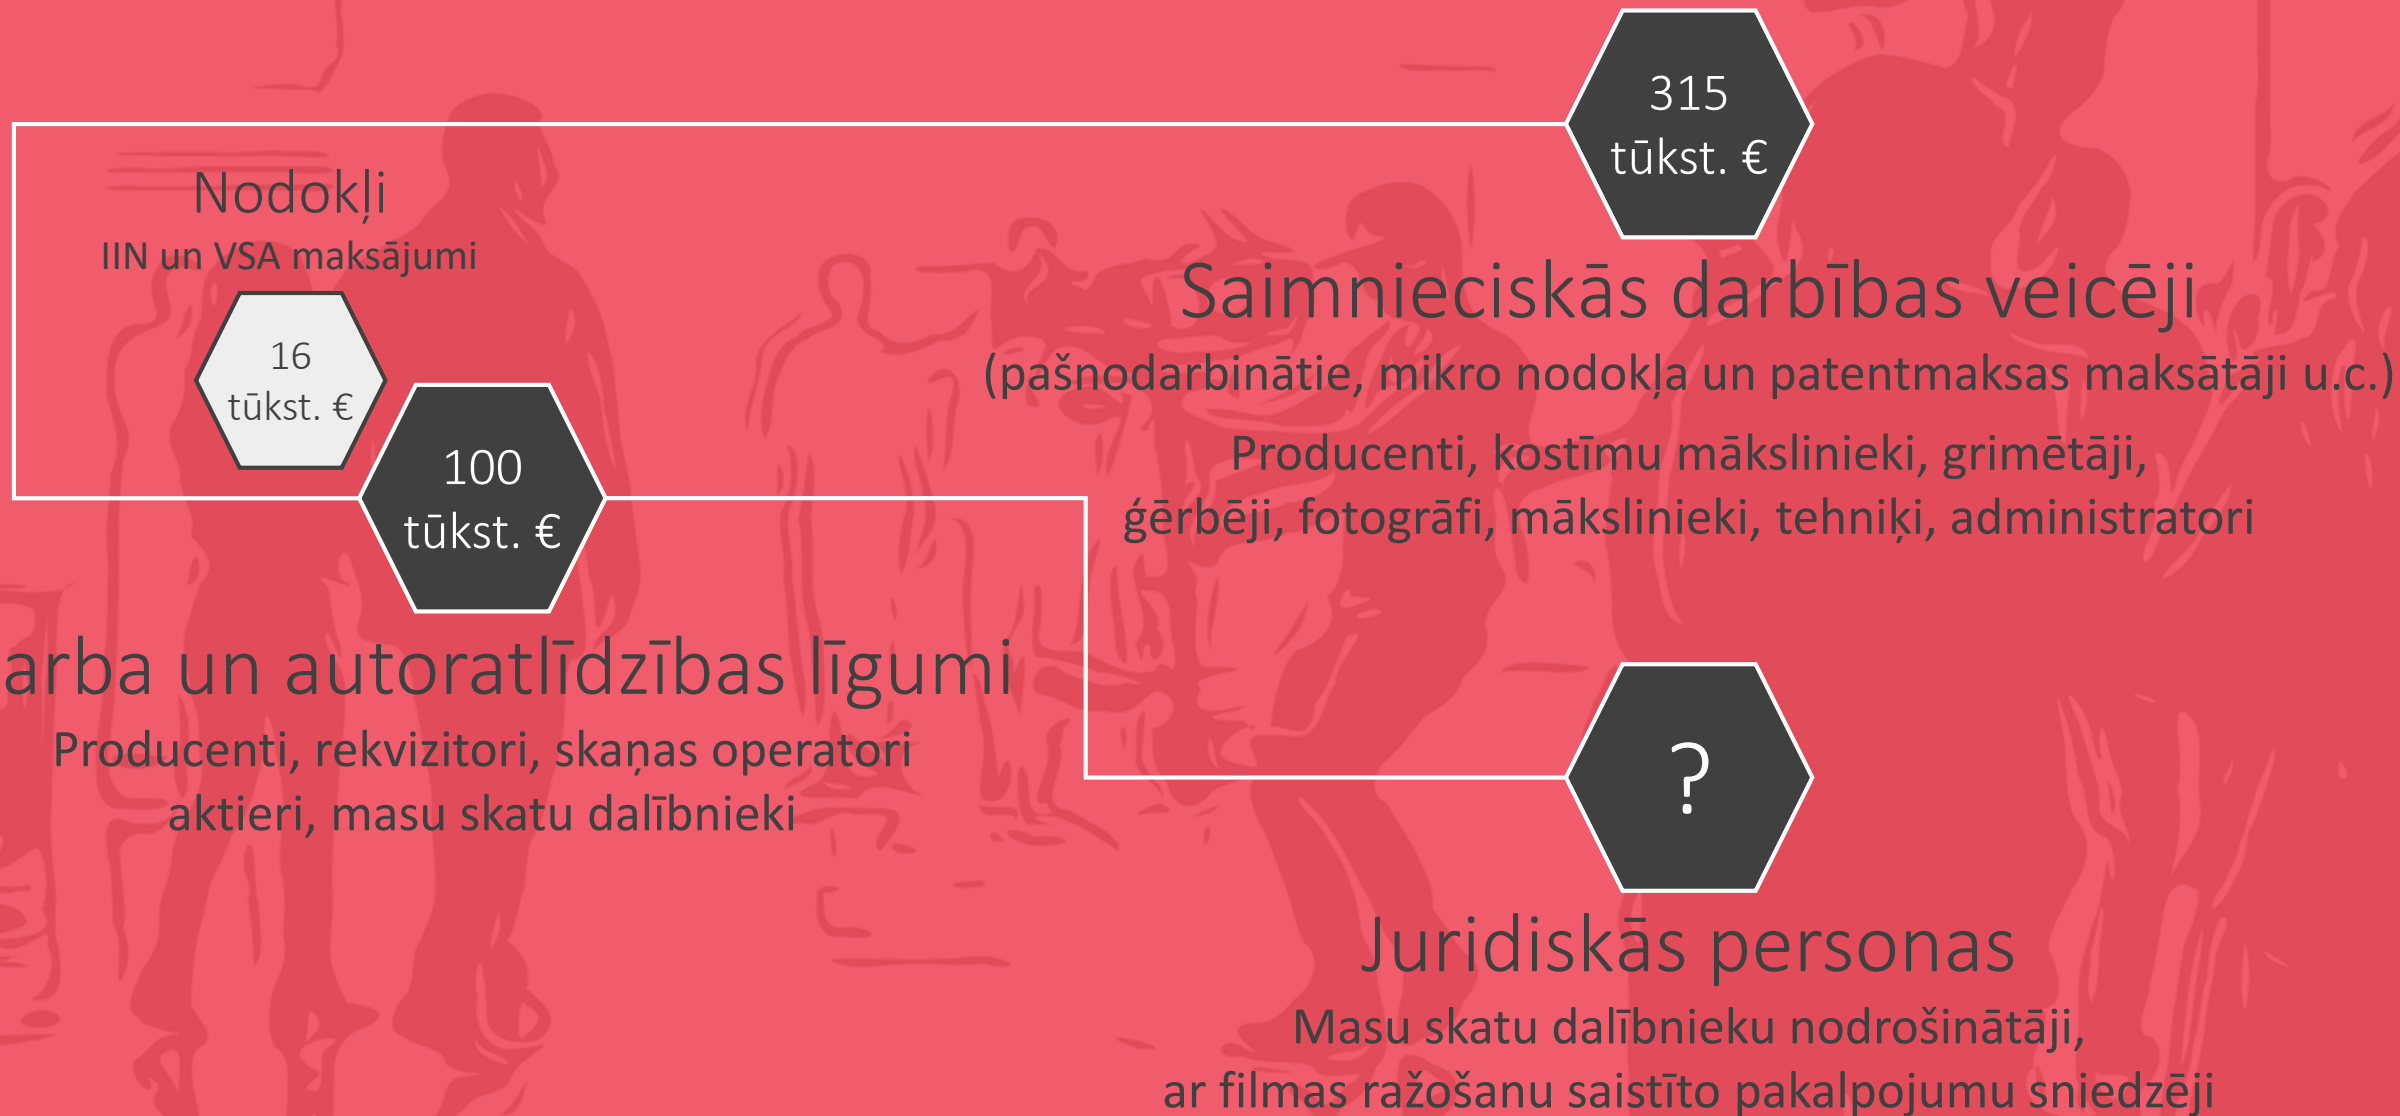 315
tūkst. €
Saimnieciskās darbības veicēji
(pašnodarbinātie, mikro nodokļa un patentmaksas maksātāji u.c.)
Producenti, kostīmu mākslinieki, grimētāji,
ģērbēji, fotogrāfi, mākslinieki, tehniķi, administratori
Nodokļi
IIN un VSA maksājumi
16
tūkst. €
100
tūkst. €
arba un autoratlīdzības līgumi
Producenti, rekvizitori, skaņas operatori
aktieri, masu skatu dalībnieki
?
Juridiskās personas
Masu skatu dalībnieku nodrošinātāji,
ar filmas ražošanu saistīto pakalpojumu sniedzēji